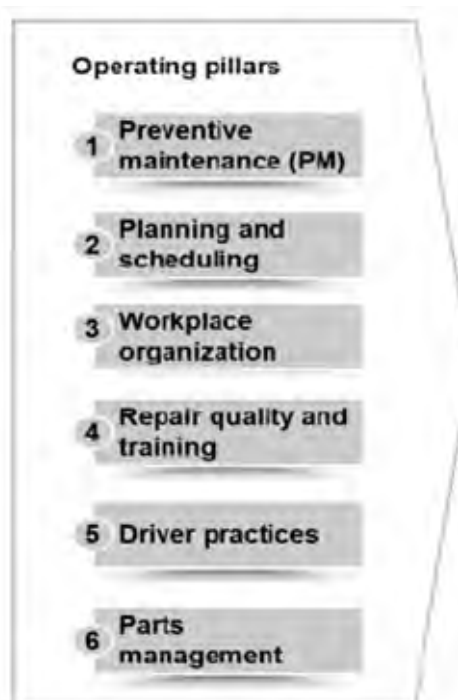 Operating pillars
1 Preventive
maintenance (PM)
2 Planning and
scheduling
3 Workplace
organization
4 Repair quality and
training
5 Driver practices
6 Parts
management